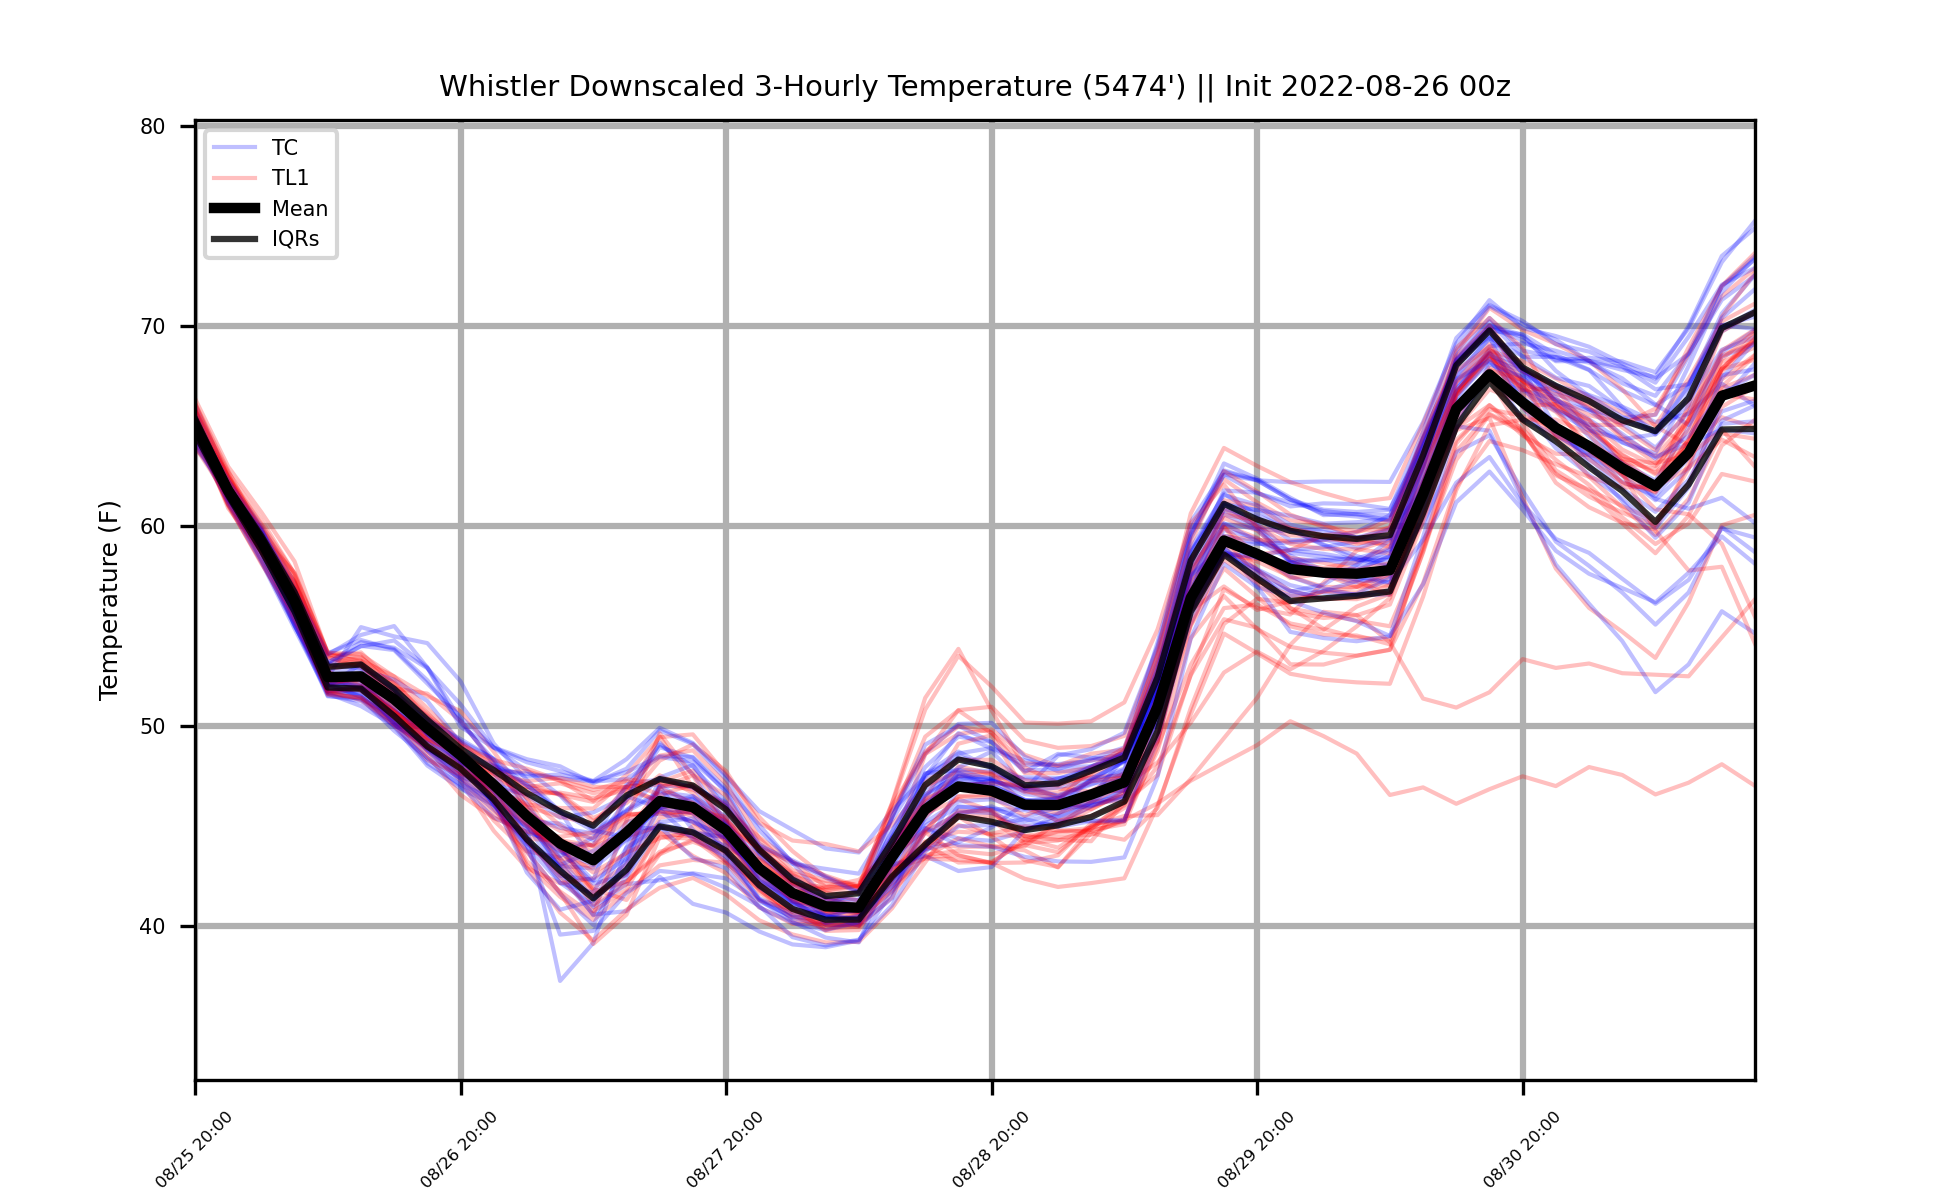 Whistler Downscaled 3-Hourly Temperature (5474') || Init 2022-08-26 00z
TC
TL1
Mean
IQRs
Temperature (F)
80
70
60
50
40
08/25 20:00
08/26 20:00
08/27 20:00
08/28 20:00
08/29 20:00
08/30 20:00